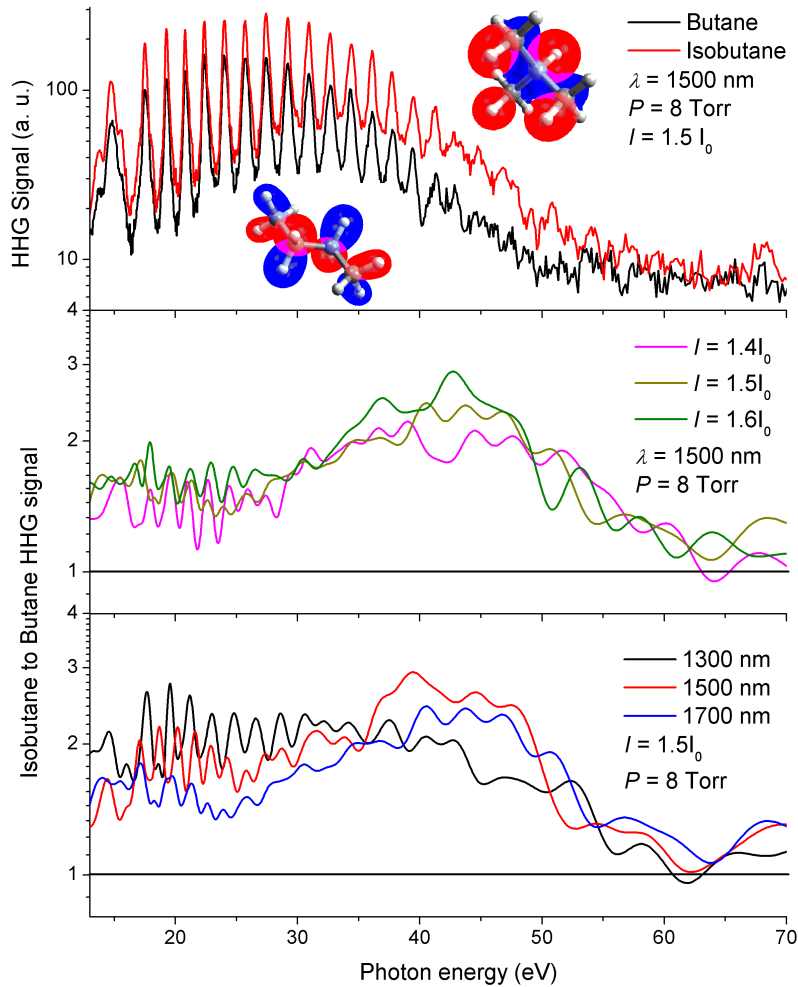 HHG Signal (a. u.)
100
10
4
Butane
Isobutane
λ = 1500 nm
P = 8 Torr
I = 1.5 I0
Isobutane to Butane HHG signal
3
2
1
4
I = 1.4I0
I = 1.5I0
I = 1.6I0
λ = 1500 nm
P = 8 Torr
3
2
1
1300 nm
1500 nm
1700 nm
I = 1.5I0
P = 8 Torr
20 30 40 50 60 70
Photon energy (eV)